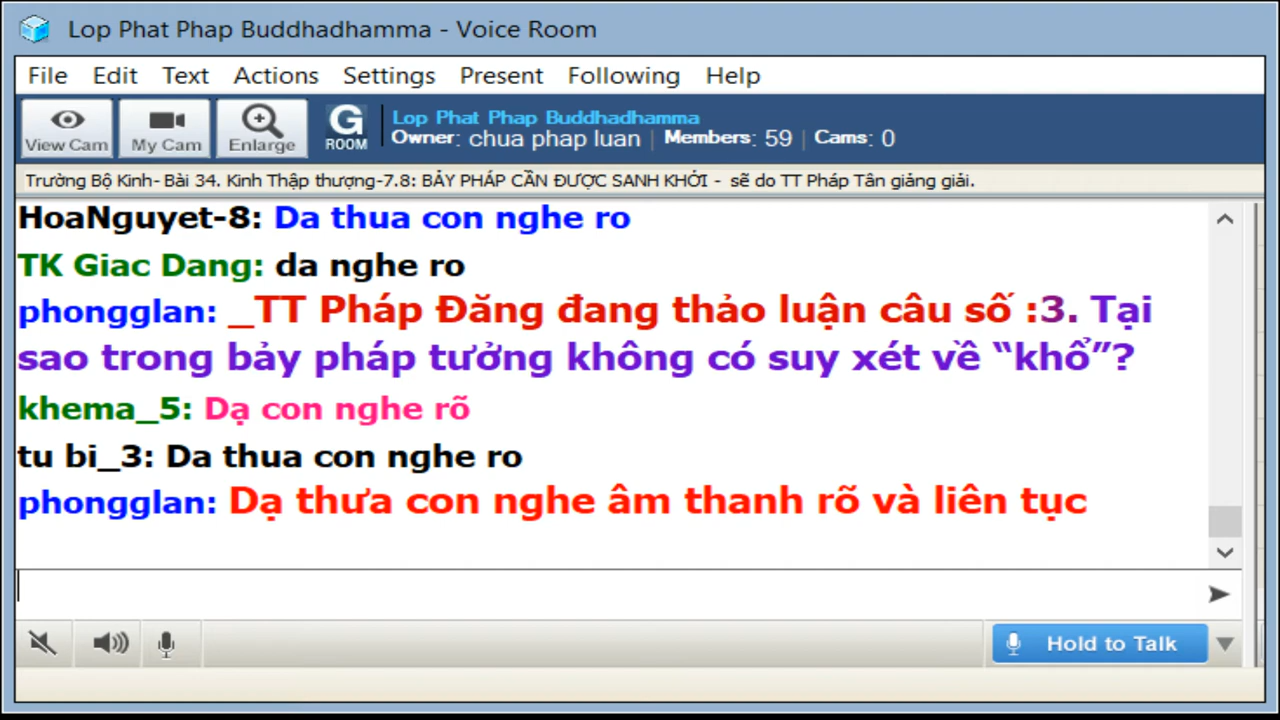 Lop Phat Phap Buddhadhamma - Voice Room
File Edit Text Actions Settings Present Following Help
View Cam My Cam Enlarge G ROOM Lop Phat Phap Buddhadhamma
Owner: chua phap luan | Members: 59 | Cams: 0
Trường Bộ Kinh- Bài 34. Kinh Thập thượng-7.8: BẢY PHÁP CẦN ĐƯỢC SANH KHỞI - sẽ do TT Pháp Tân giảng giải.
HoaNguyet-8: Da thua con nghe ro
TK Giac Dang: da nghe ro
phongglan: _TT Pháp Đăng đang thảo luận câu số :3. Tại
sao trong bảy pháp tưởng không có suy xét về “khổ”?
khema_5: Dạ con nghe rõ
tu bi_3: Da thua con nghe ro
phongglan: Dạ thưa con nghe âm thanh rõ và liên tục
Hold to Talk